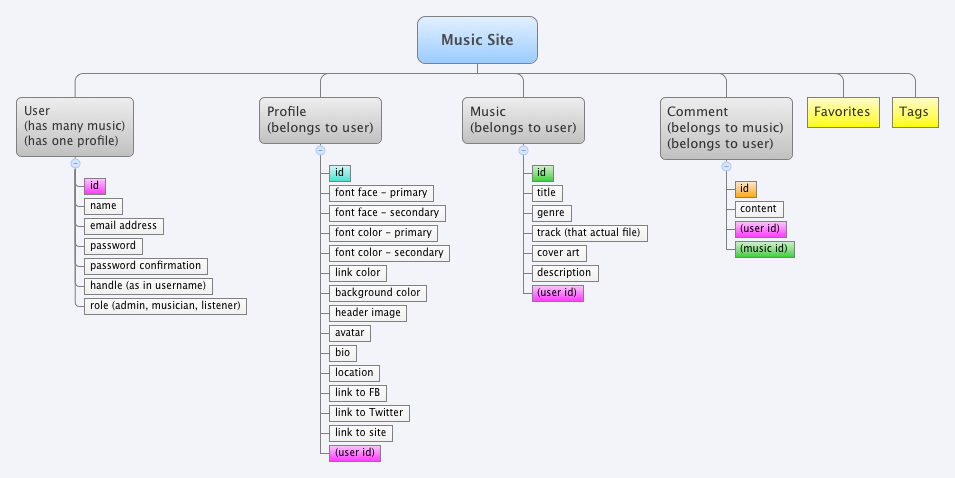 Music Site
User
(has many music)
(has one profile)
id
name
email address
password
password confirmation
handle (as in username)
role (admin, musician, listener)
Profile
(belongs to user)
id
font face - primary
font face - secondary
font color - primary
font color - secondary
link color
background color
header image
avatar
bio
location
link to FB
link to Twitter
link to site
(user id)
Music
(belongs to user)
id
title
genre
track (that actual file)
cover art
description
(user id)
Comment
(belongs to music)
(belongs to user)
id
content
(user id)
(music id)
Favorites
Tags